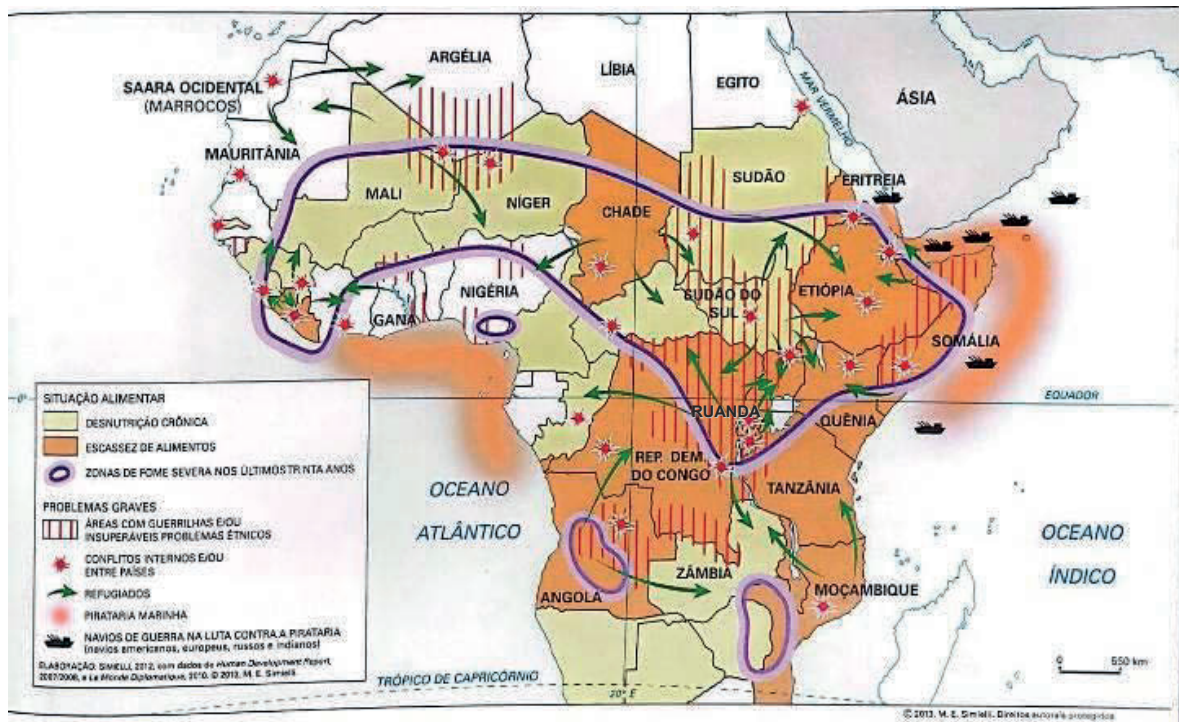 ARGÉLIA
LÍBIA
EGITO
SAARA OCIDENTAL
(MARROCOS)
MAR VERMELHO
ÁSIA
MAURITÂNIA
MALI
NÍGER
CHADE
SUDÃO
ERITREIA
NIGÉRIA
GANA
SUDÃO DO
SUL
ETIÓPIA
SOMÁLIA
EQUADOR
0°
RUANDA
QUÊNIA
REP. DEM.
DO CONGO
TANZÂNIA
OCEANO
ATLÂNTICO
OCEANO
ÍNDICO
ZÂMBIA
ANGOLA
MOÇAMBIQUE
TRÓPICO DE CAPRICÓRNIO
20° E
0 550 km
SITUAÇÃO ALIMENTAR
DESNUTRIÇÃO CRÔNICA
ESCASSEZ DE ALIMENTOS
ZONAS DE FOME SEVERA NOS ÚLTIMOS TRINTA ANOS
PROBLEMAS GRAVES
ÁREAS COM GUERRILHAS E/OU
INSUPERÁVEIS PROBLEMAS ÉTNICOS
CONFLITOS INTERNOS E/OU
ENTRE PAÍSES
REFUGIADOS
PIRATARIA MARINHA
NAVIOS DE GUERRA NA LUTA CONTRA A PIRATARIA
(navios americanos, europeus, russos e indianos)
ELABORAÇÃO: SIMIELLI, 2012, com dados de Human Development Report,
2007/2008, e Le Monde Diplomatique, 2010. © 2013, M. E. Simielli.
© 2013. M. E. Simielli. Direitos autorais protegidos